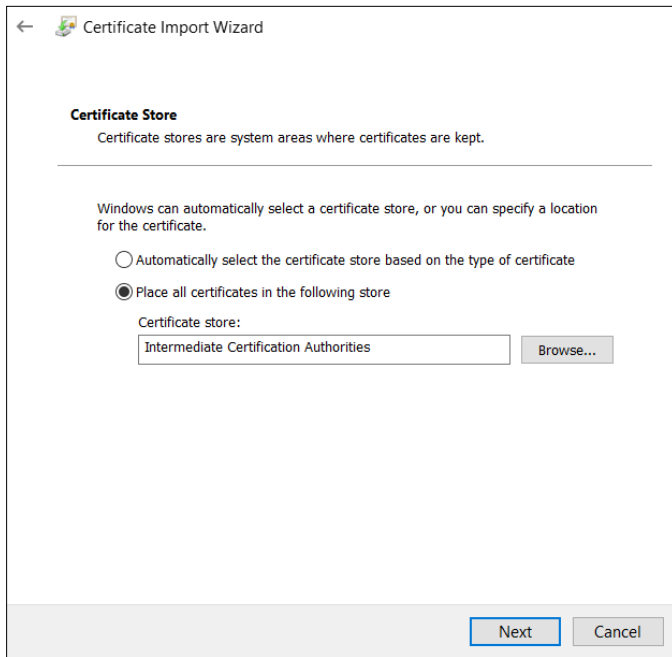 Certificate Import Wizard
Certificate Store
Certificate stores are system areas where certificates are kept.
Windows can automatically select a certificate store, or you can specify a location
for the certificate.
Automatically select the certificate store based on the type of certificate
Place all certificates in the following store
Certificate store:
Intermediate Certification Authorities
Browse...
Next
Cancel